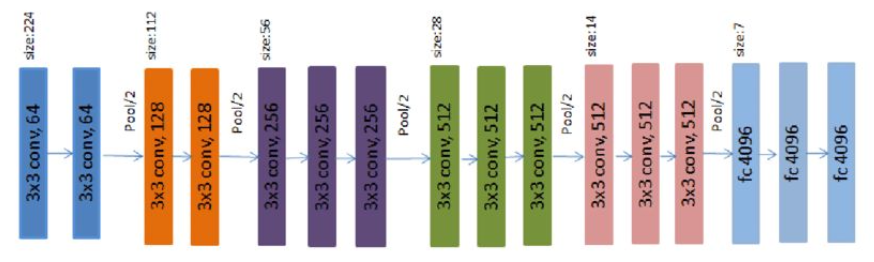 size:224
3x3 conv, 64
3x3 conv, 64
Pool/2
size:112
3x3 conv, 128
3x3 conv, 128
Pool/2
size:56
3x3 conv, 256
3x3 conv, 256
3x3 conv, 256
Pool/2
size:28
3x3 conv, 512
3x3 conv, 512
3x3 conv, 512
Pool/2
size:14
3x3 conv, 512
3x3 conv, 512
3x3 conv, 512
Pool/2
size:7
fc 4096
fc 4096
fc 4096